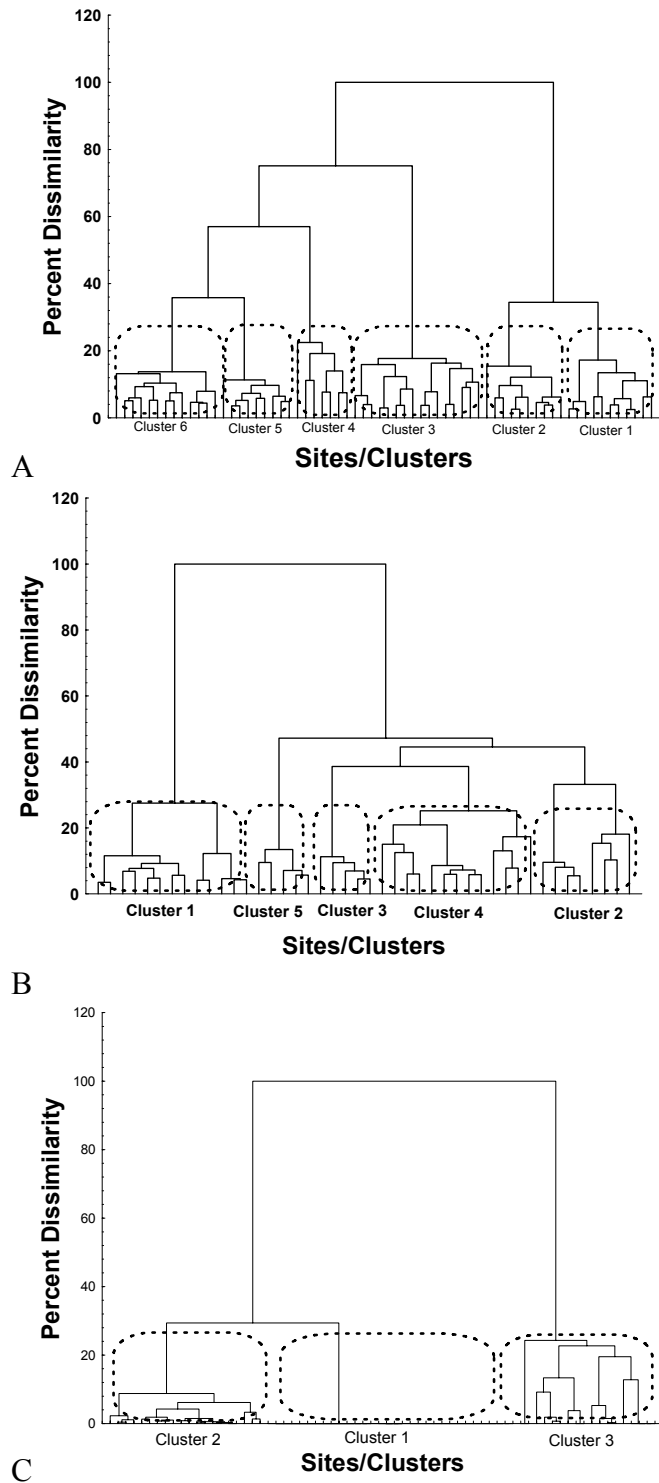 120
100
80
60
40
20
0
Percent Dissimilarity
Cluster 6 Cluster 5 Cluster 4 Cluster 3 Cluster 2 Cluster 1
Sites/Clusters
A
120
100
80
60
40
20
0
Percent Dissimilarity
Cluster 1 Cluster 5 Cluster 3 Cluster 4 Cluster 2
Sites/Clusters
B
120
100
80
60
40
20
0
Percent Dissimilarity
Cluster 2 Cluster 1 Cluster 3
Sites/Clusters
C